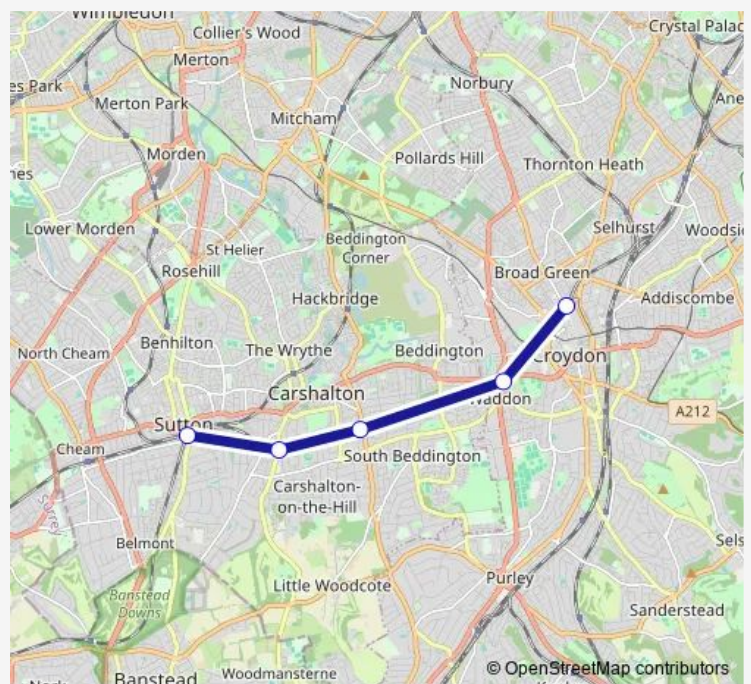 Wimbledon
Collier's Wood
Crystal Palac
Merton
es Park
Norbury
Merton Park
Ane
Mitcham
Morden
Pollards Hill
Thornton Heath
nes
Lower Morden
Selhurst
Woodsi
St Helier
Beddington
Corner
Rosehill
Broad Green
Hackbridge
Addiscombe
Benhilton
North Cheam
The Wrythe
Beddington
Croydon
Carshalton
Waddon
A212
Sutton
Cheam
South Beddington
Carshalton-
on-the-Hill
Surrey
Belmont
Sels
Purley
Little Woodcote
Banstead
Downs
Sanderstead
Woodmansterne
Banstead
© OpenStreetMap contributors